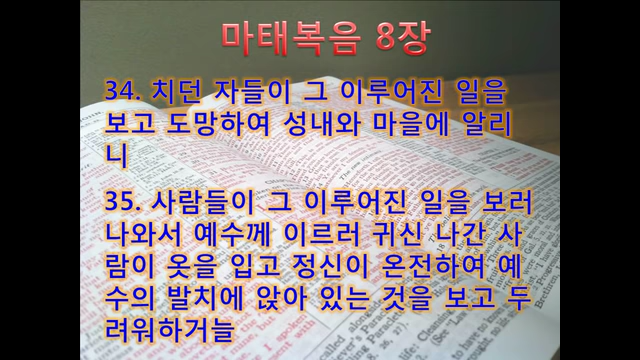 마태복음 8장
34. 치던 자들이 그 이루어진 일을
보고 도망하여 성내와 마을에 알리
니
35. 사람들이 그 이루어진 일을 보러
나와서 예수께 이르러 귀신 나간 사
람이 옷을 입고 정신이 온전하여 예
수의 발치에 앉아 있는 것을 보고 두
려워하거늘